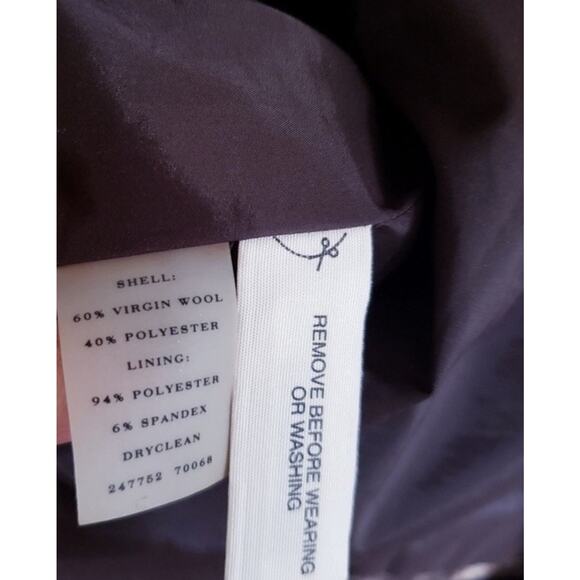 SHELL:
60% VIRGIN WOOL
40% POLYESTER
LINING:
94% POLYESTER
6% SPANDEX
DRYCLEAN
247752 70068
REMOVE BEFORE WEARING
OR WASHING